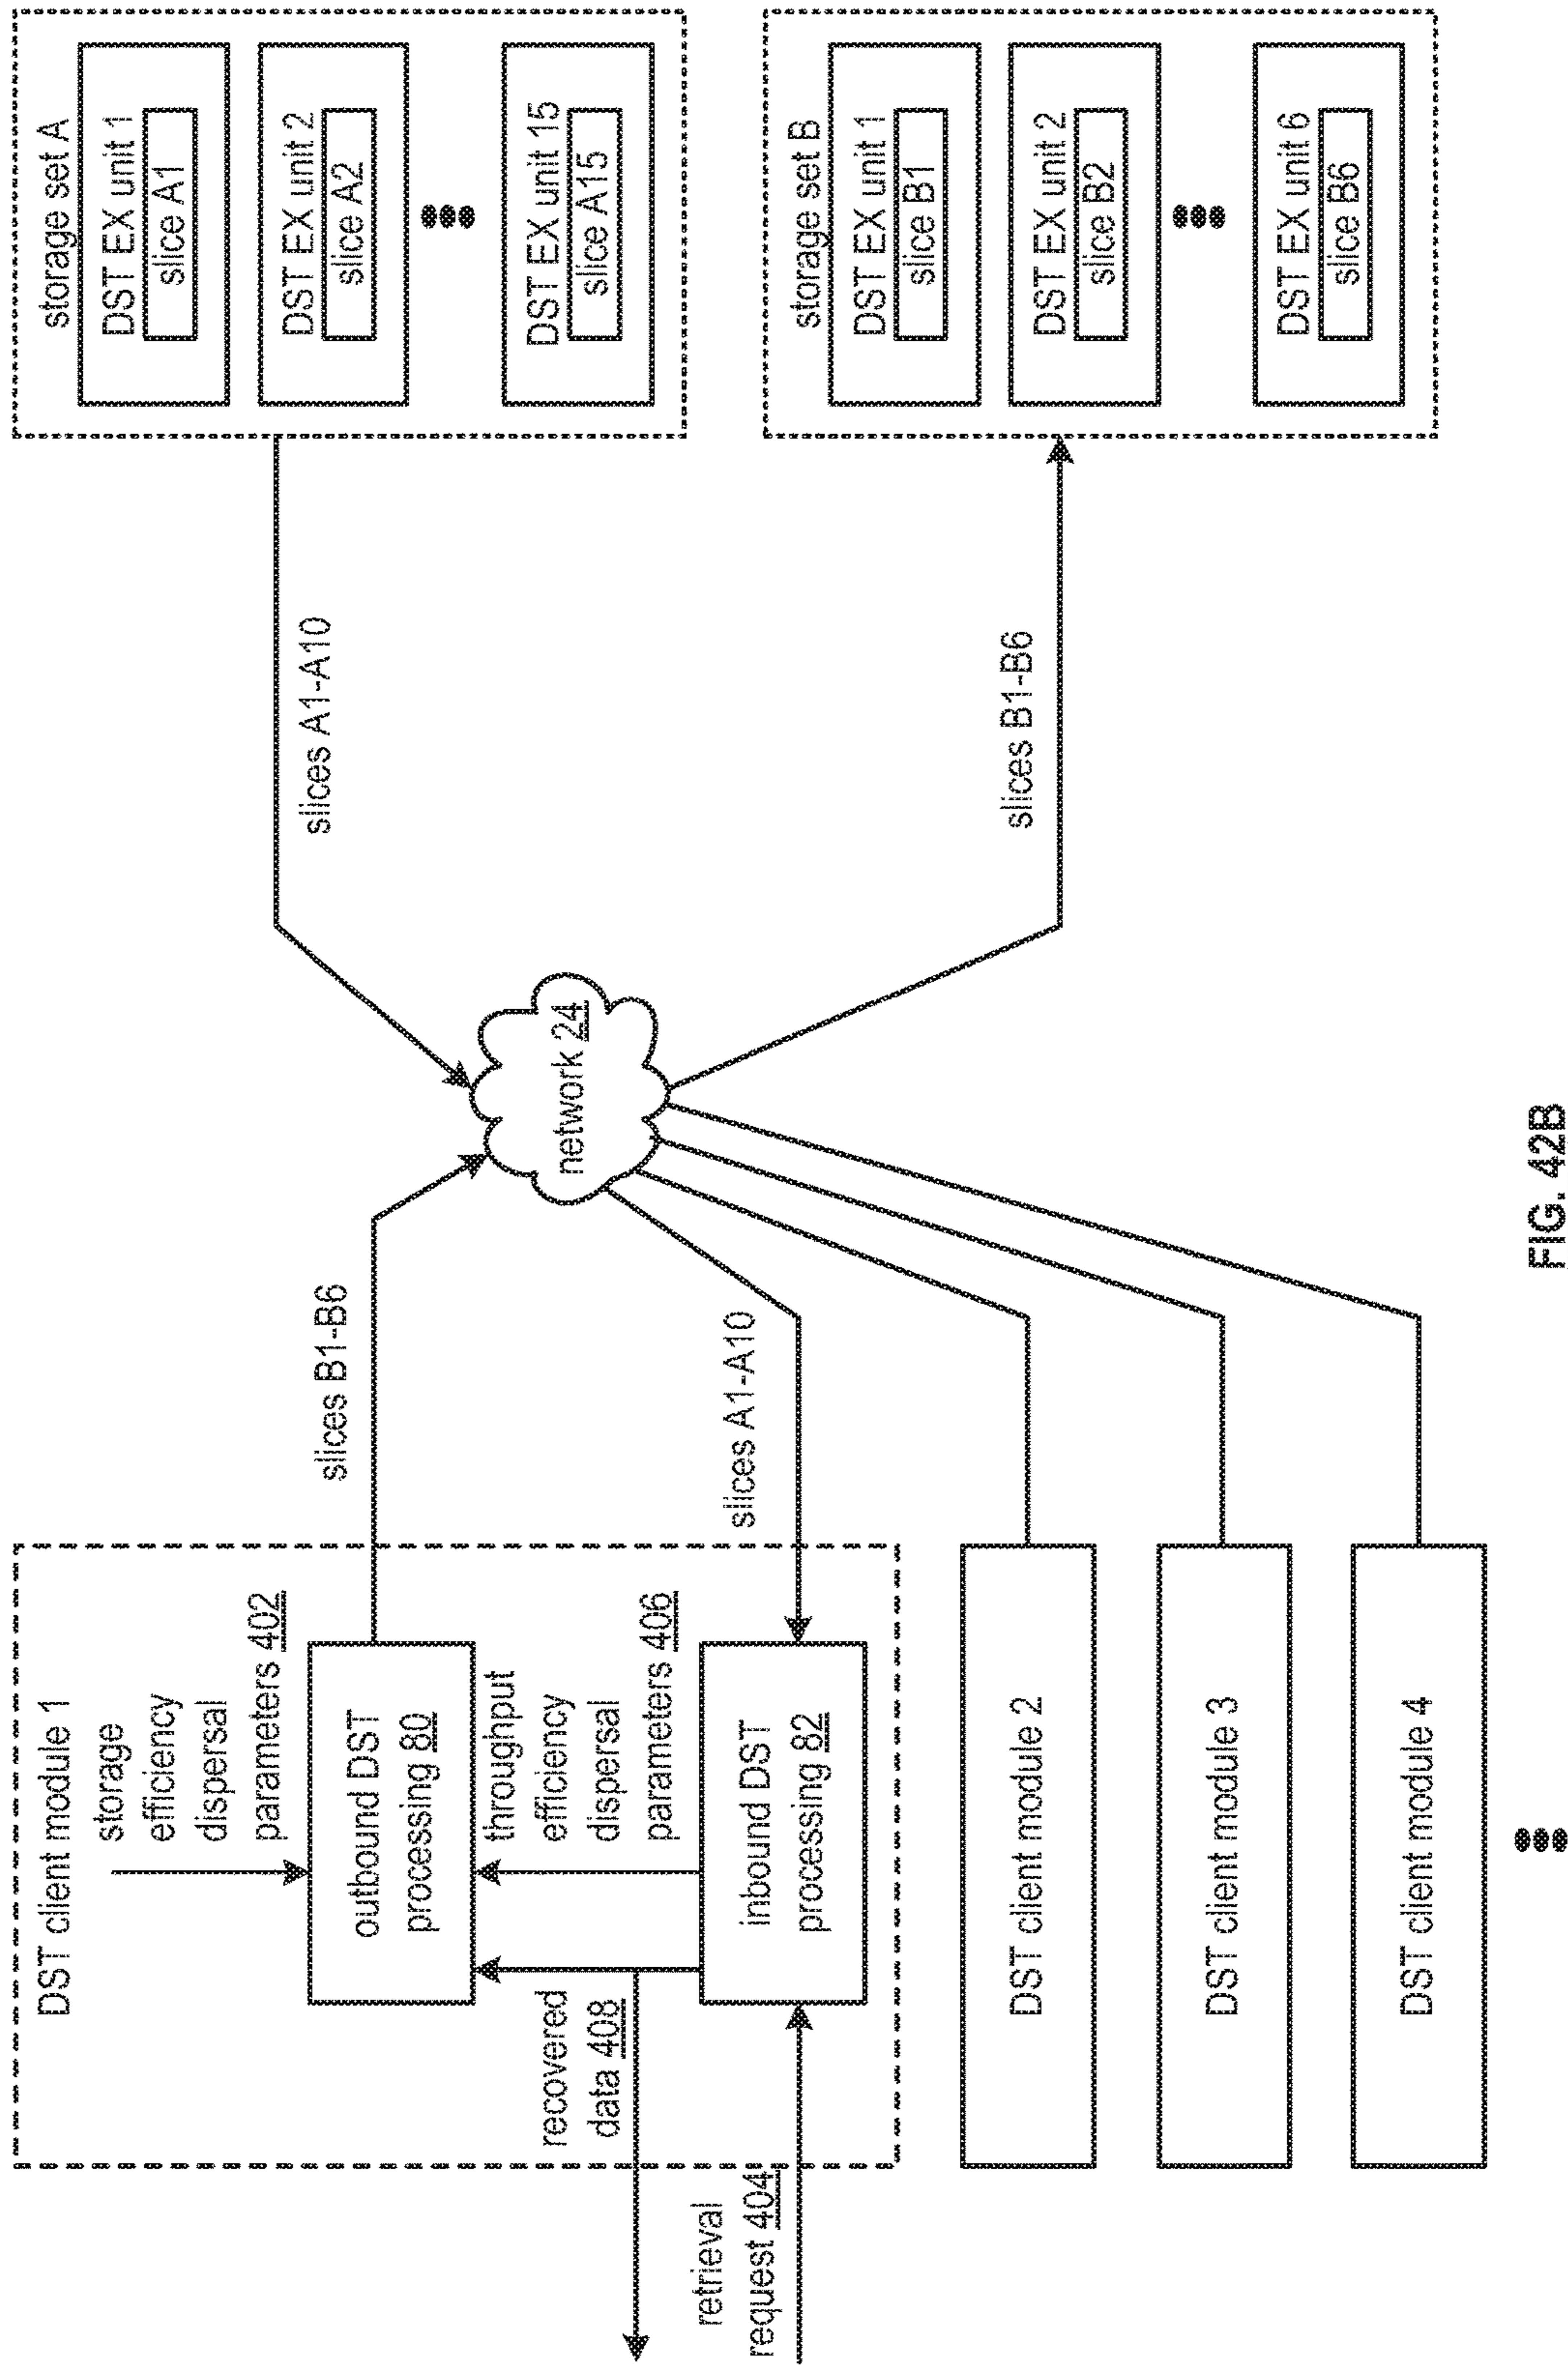 DST client module 1
storage
efficiency
dispersal
parameters 402
outbound DST
processing 80
throughput
efficiency
dispersal
parameters 406
inbound DST
processing 82
recovered
data 408
retrieval
request 404
DST client module 2
DST client module 3
DST client module 4
slices B1-B6
slices A1-A10
network 24
slices A1-A10
slices B1-B6
storage set A
DST EX unit 1
slice A1
DST EX unit 2
slice A2
DST EX unit 15
slice A15
storage set B
DST EX unit 1
slice B1
DST EX unit 2
slice B2
DST EX unit 6
slice B6
FIG. 42B